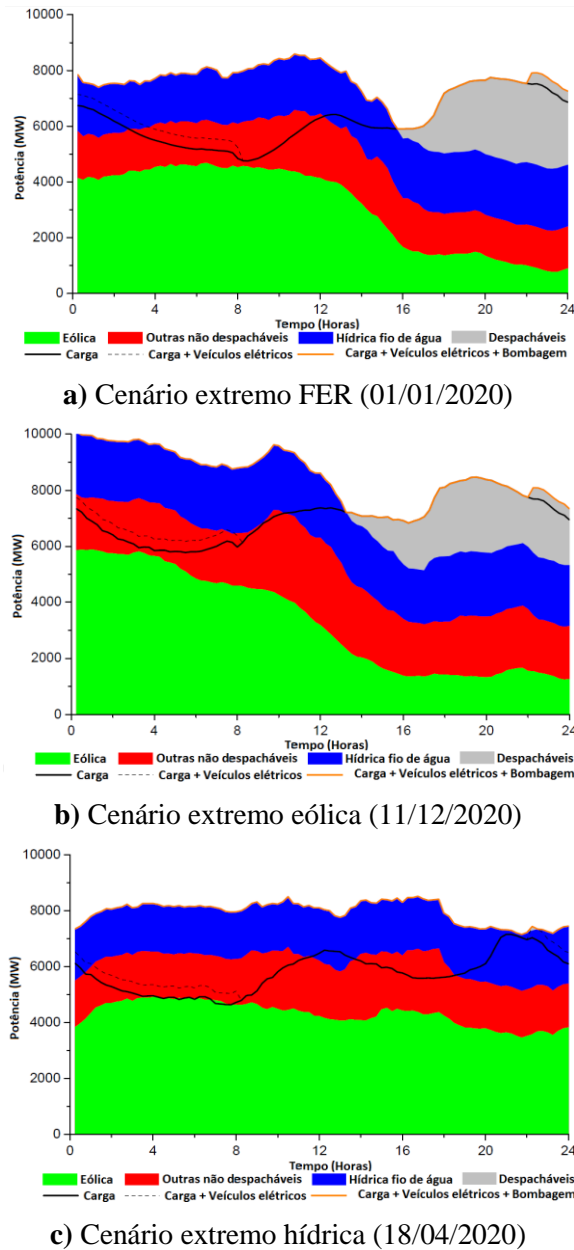 10000
8000
6000
4000
2000
0
Potência (MW)
0 4 8 12 16 20 24
Tempo (Horas)
Eólica Outras não despacháveis Hídrica fio de água Despacháveis
Carga Carga + Veículos elétricos Carga + Veículos elétricos + Bombagem
a) Cenário extremo FER (01/01/2020)
10000
8000
6000
4000
2000
0
Potência (MW)
0 4 8 12 16 20 24
Tempo (Horas)
Eólica Outras não despacháveis Hídrica fio de água Despacháveis
Carga Carga + Veículos elétricos Carga + Veículos elétricos + Bombagem
b) Cenário extremo eólica (11/12/2020)
10000
8000
6000
4000
2000
0
Potência (MW)
0 4 8 12 16 20 24
Tempo (Horas)
Eólica Outras não despacháveis Hídrica fio de água Despacháveis
Carga Carga + Veículos elétricos Carga + Veículos elétricos + Bombagem
c) Cenário extremo hídrica (18/04/2020)